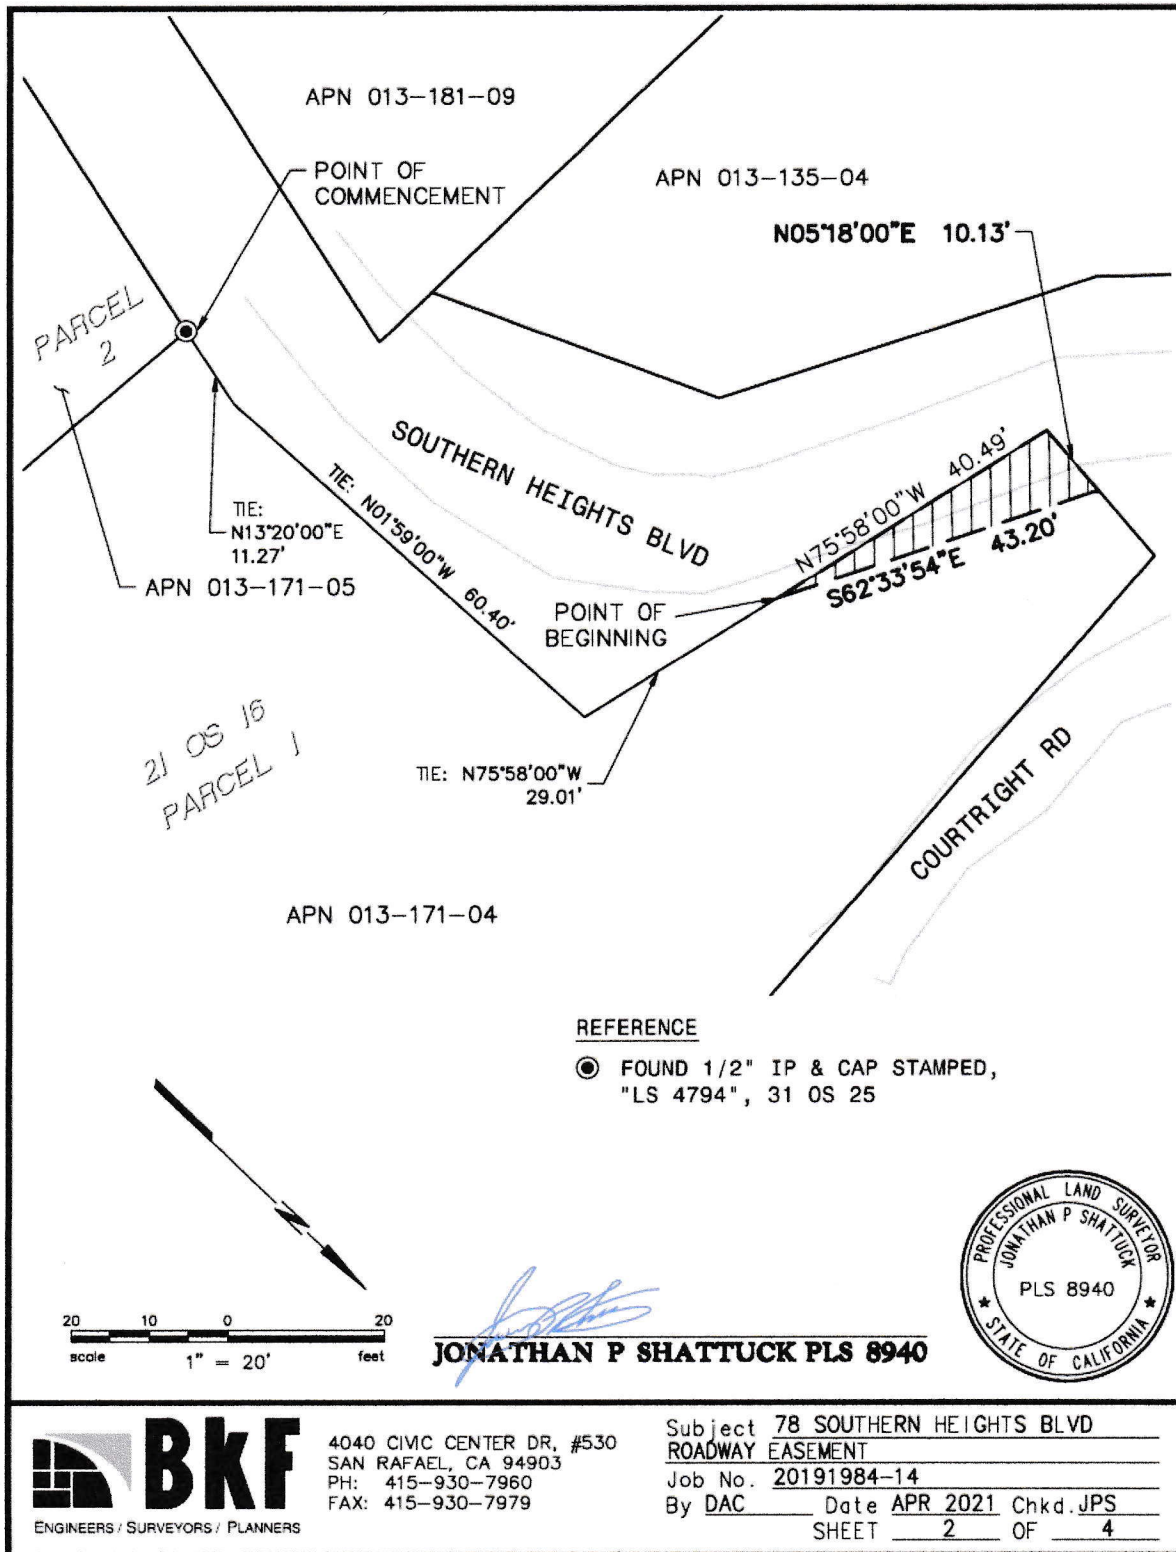 APN 013-181-09
POINT OF
COMMENCEMENT
APN 013-135-04
N05°18'00"E 10.13'
PARCEL
2
SOUTHERN HEIGHTS BLVD
N75°58'00"W 40.49'
S62°33'54"E 43.20'
TIE:
N13°20'00"E
11.27'
TIE: N01°59'00"W 60.40'
APN 013-171-05
POINT OF
BEGINNING
21 OS 16
PARCEL 1
TIE: N75°58'00"W
29.01'
COURTRIGHT RD
APN 013-171-04
REFERENCE
FOUND 1/2" IP & CAP STAMPED,
"LS 4794", 31 OS 25
N
20 10 0 20
scale 1" = 20' feet
JONATHAN P SHATTUCK PLS 8940
PROFESSIONAL LAND SURVEYOR
JONATHAN P SHATTUCK
PLS 8940
★ STATE OF CALIFORNIA ★
BKF
ENGINEERS / SURVEYORS / PLANNERS
4040 CIVIC CENTER DR, #530
SAN RAFAEL, CA 94903
PH: 415-930-7960
FAX: 415-930-7979
Subject 78 SOUTHERN HEIGHTS BLVD
ROADWAY EASEMENT
Job No. 20191984-14
By DAC Date APR 2021 Chkd. JPS
SHEET 2 OF 4